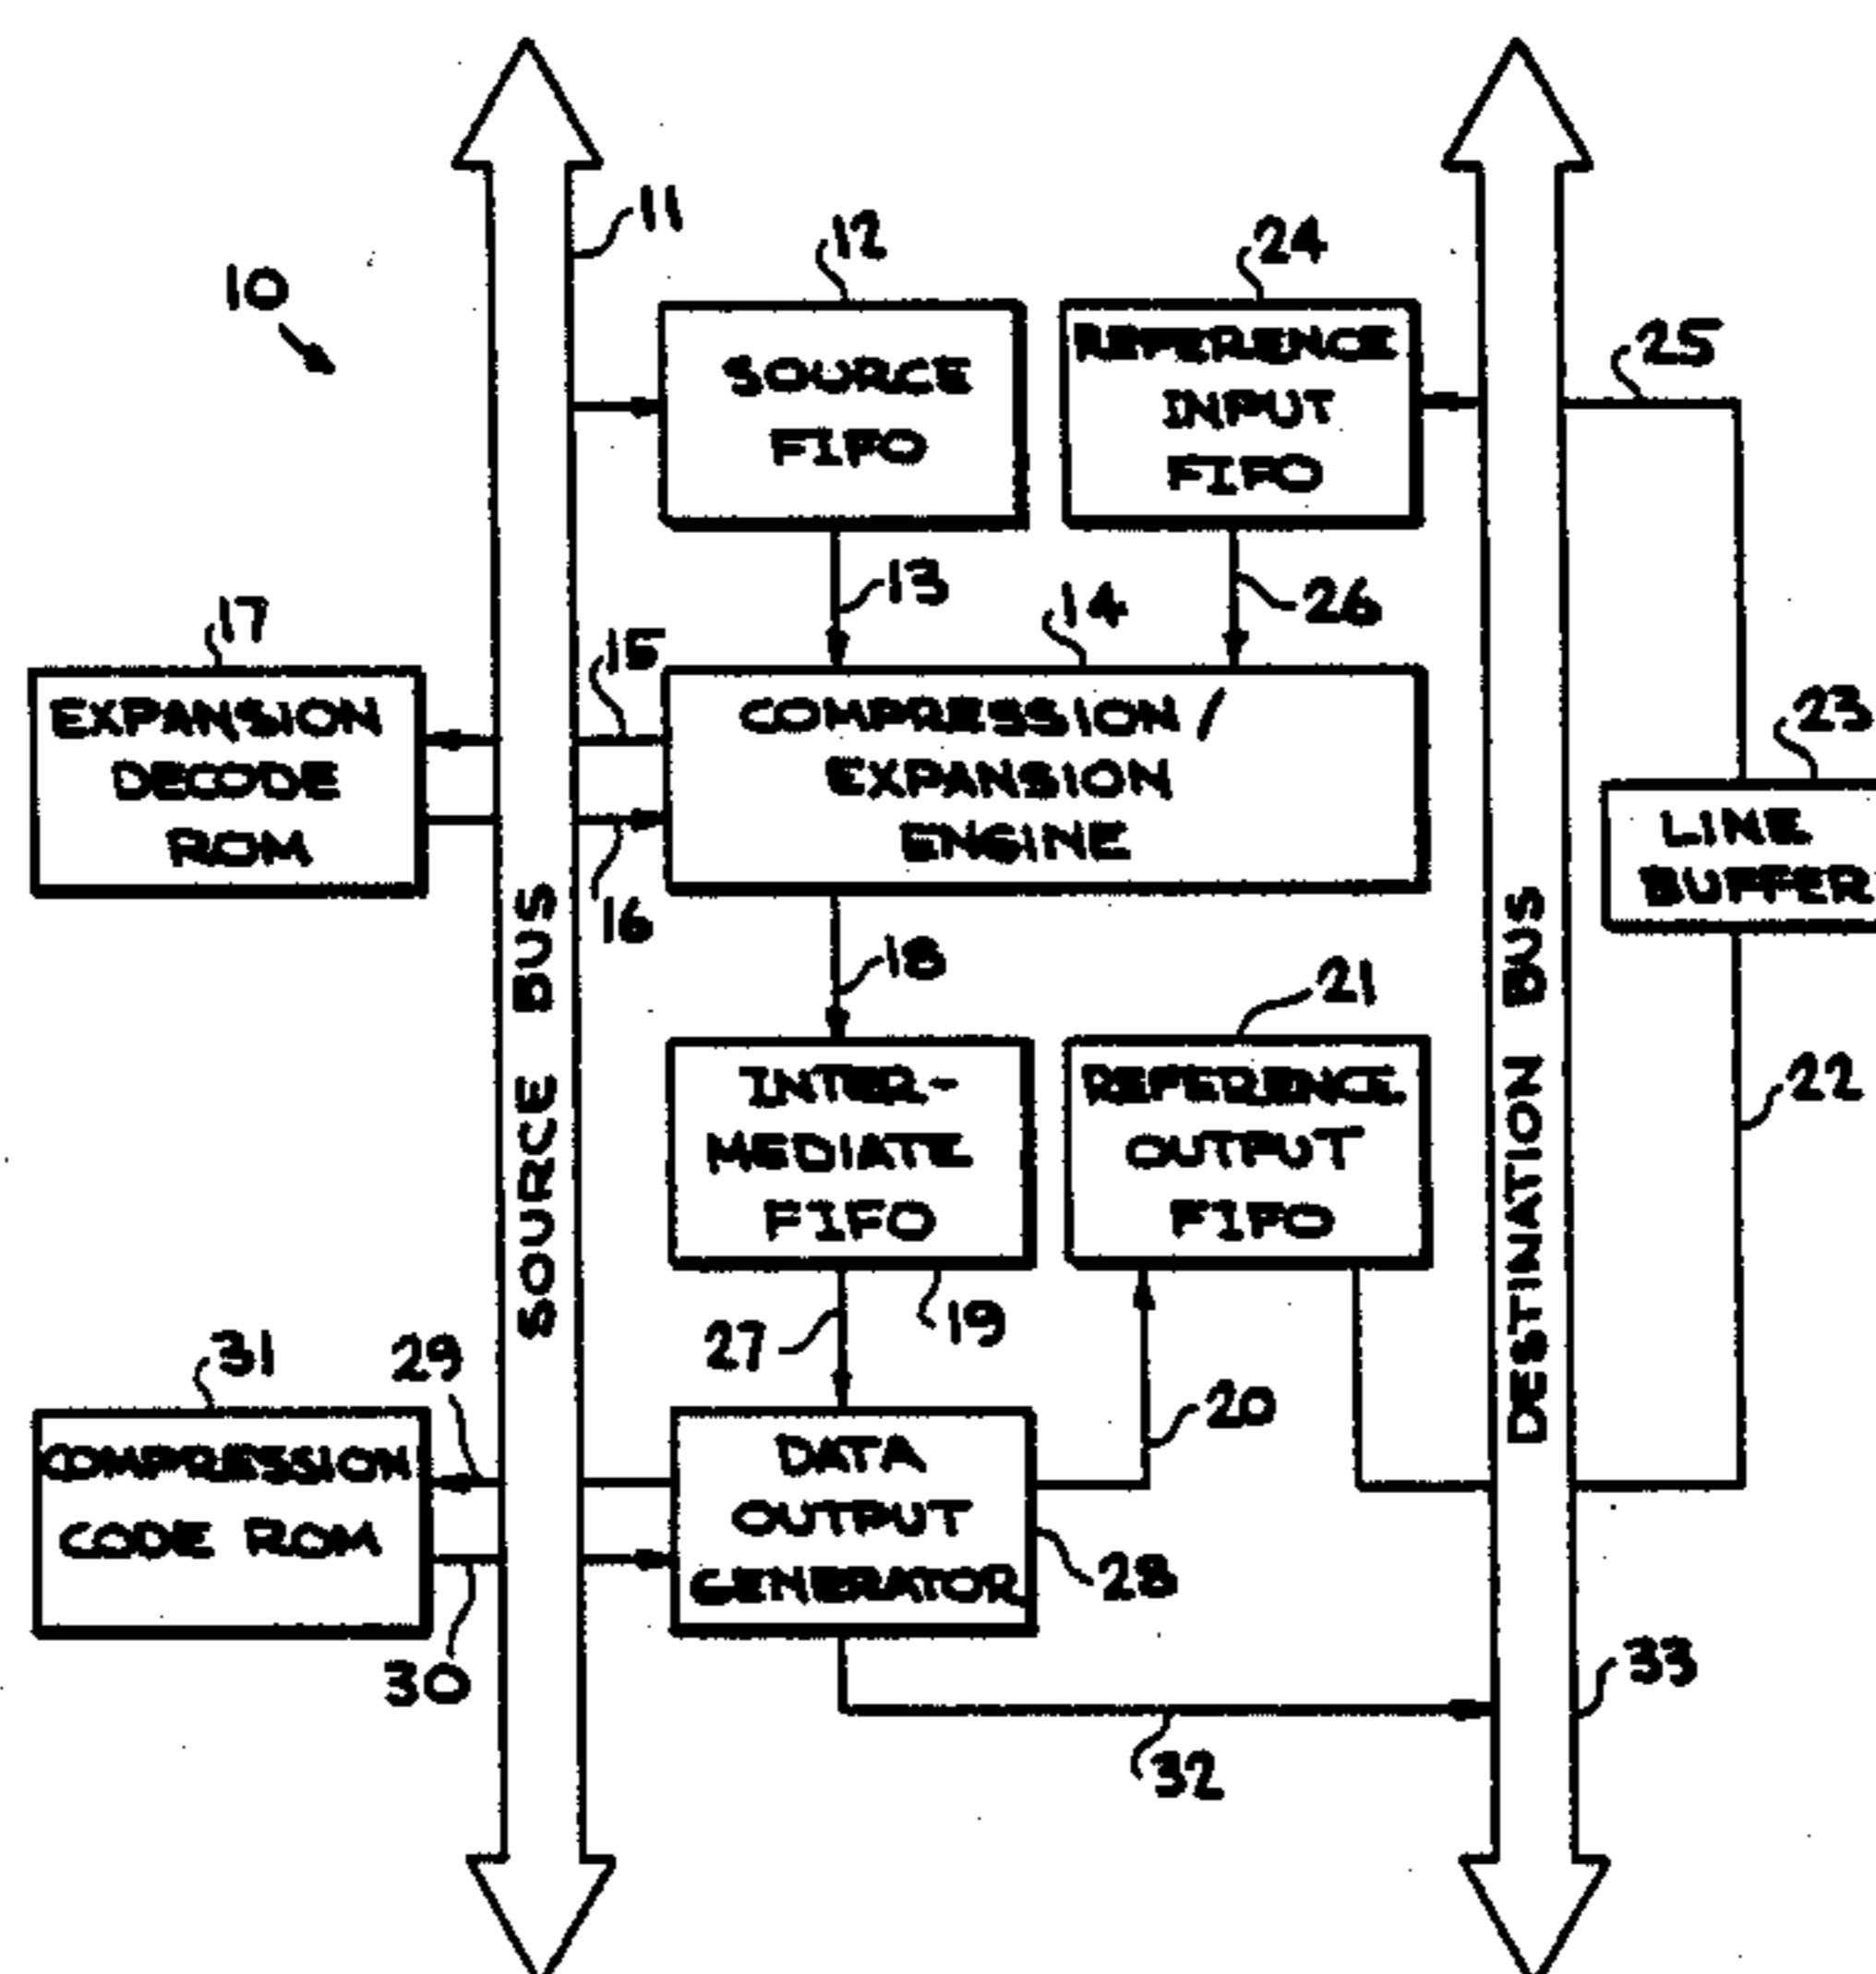 11
12
24
10
25
SOURCE
FIFO
REFERENCE
INPUT
FIFO
13
14
26
17
15
EXPANSION
DECODE
ROM
COMPRESSION/
EXPANSION
ENGINE
23
LINE
BUFFER
16
18
21
SOURCE BUS
DESTINATION BUS
INTER-
MEDIATE
FIFO
REFERENCE
OUTPUT
FIFO
22
27
19
31
29
20
COMPRESSION
CODE ROM
DATA
OUTPUT
GENERATOR
28
30
33
32